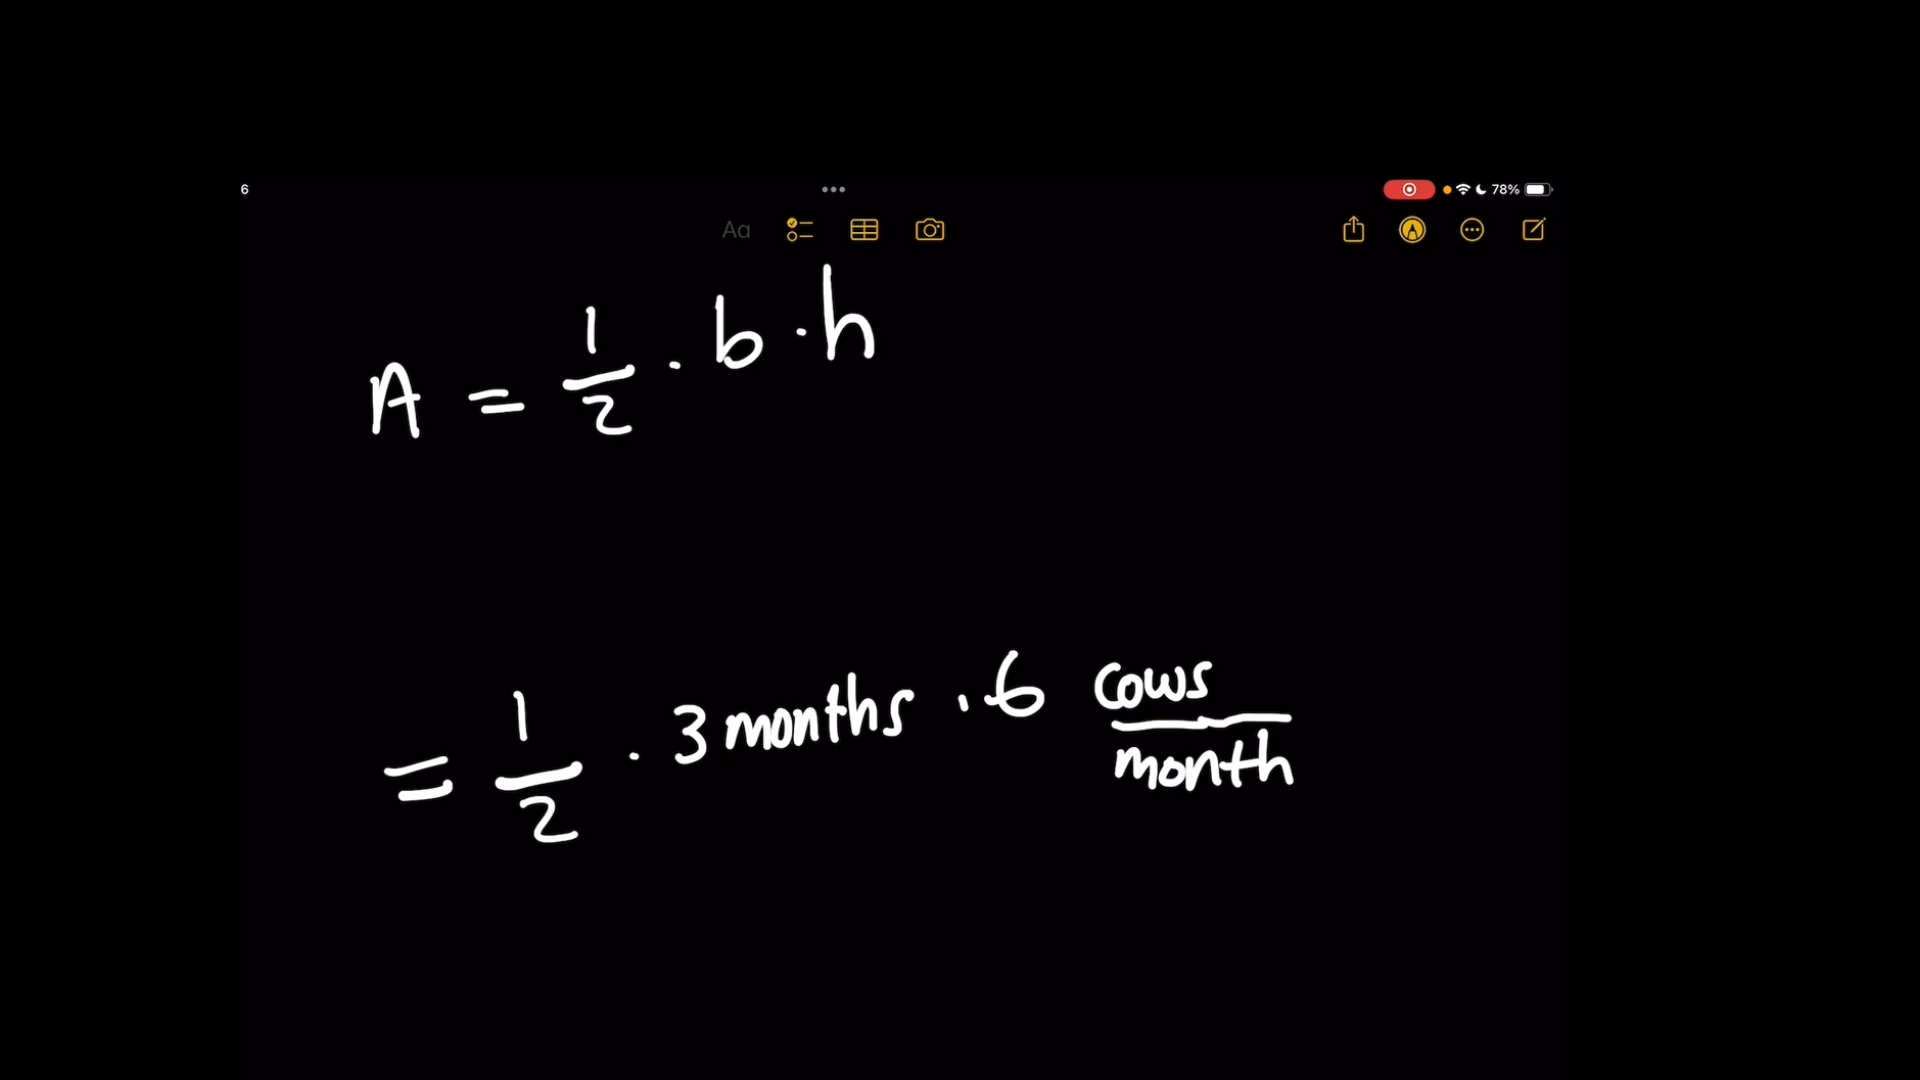 6
78%
Aa
A = 1/2 · b · h
= 1/2 · 3 months · 6 cows/month